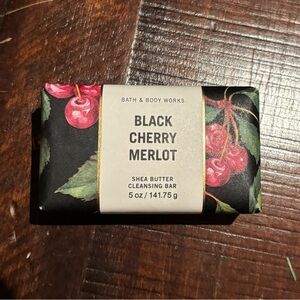 BATH & BODY WORKS
BLACK
CHERRY
MERLOT
SHEA BUTTER
CLEANSING BAR
5 oz / 141.75 g